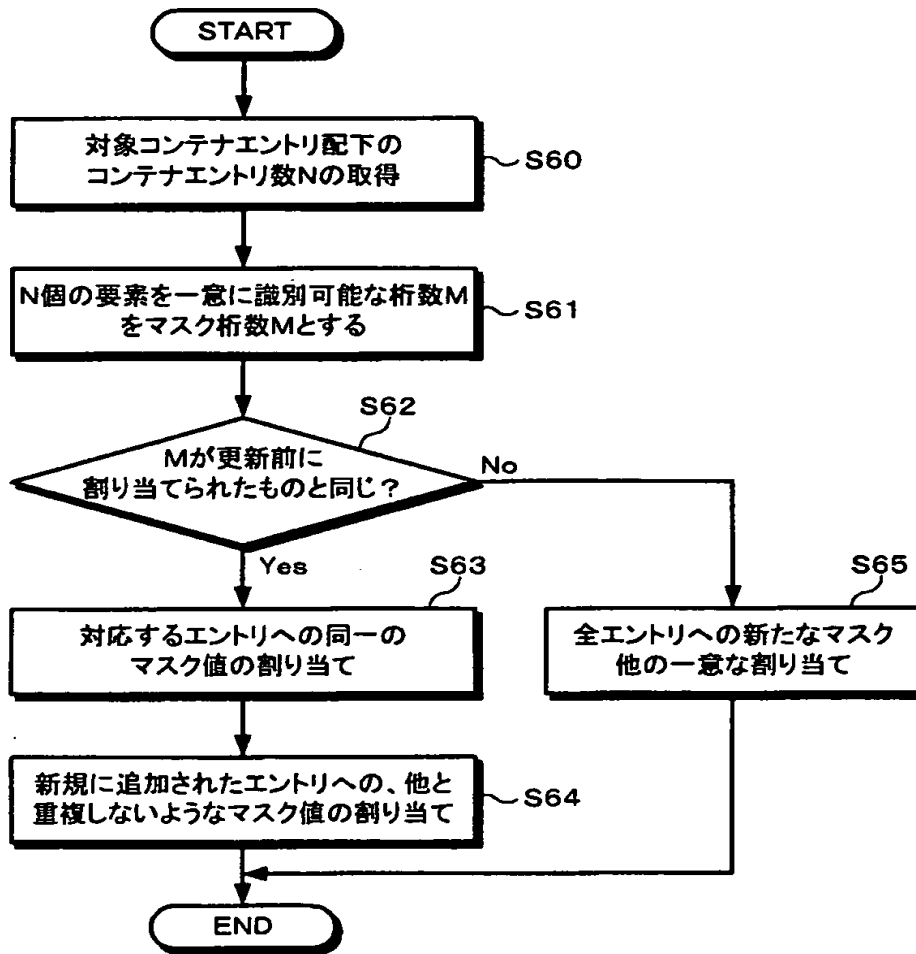 START
対象コンテナエントリ配下の
コンテナエントリ数Nの取得
S60
N個の要素を一意に識別可能な桁数M
をマスク桁数Mとする
S61
S62
Mが更新前に
割り当てられたものと同じ？
No
Yes
S63
対応するエントリへの同一の
マスク値の割り当て
S65
全エントリへの新たなマスク
他の一意な割り当て
新規に追加されたエントリへの、他と
重複しないようなマスク値の割り当て
S64
END